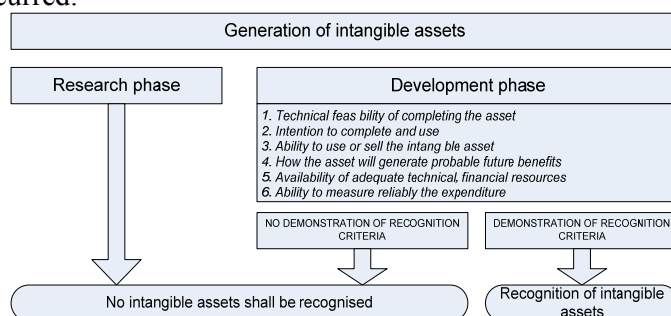 curred.
Generation of intangible assets
Research phase
Development phase
1. Technical feas bility of completing the asset
2. Intention to complete and use
3. Ability to use or sell the intang ble asset
4. How the asset will generate probable future benefits
5. Availability of adequate technical, financial resources
6. Ability to measure reliably the expenditure
NO DEMONSTRATION OF RECOGNITION
CRITERIA
DEMONSTRATION OF RECOGNITION
CRITERIA
No intangible assets shall be recognised
Recognition of intangible
assets